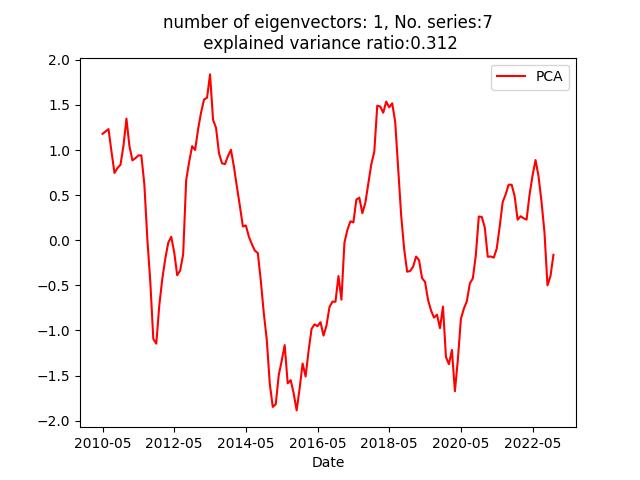 number of eigenvectors: 1, No. series:7
explained variance ratio:0.312
PCA
2.0
1.5
1.0
0.5
0.0
−0.5
−1.0
−1.5
−2.0
2010-05 2012-05 2014-05 2016-05 2018-05 2020-05 2022-05
Date